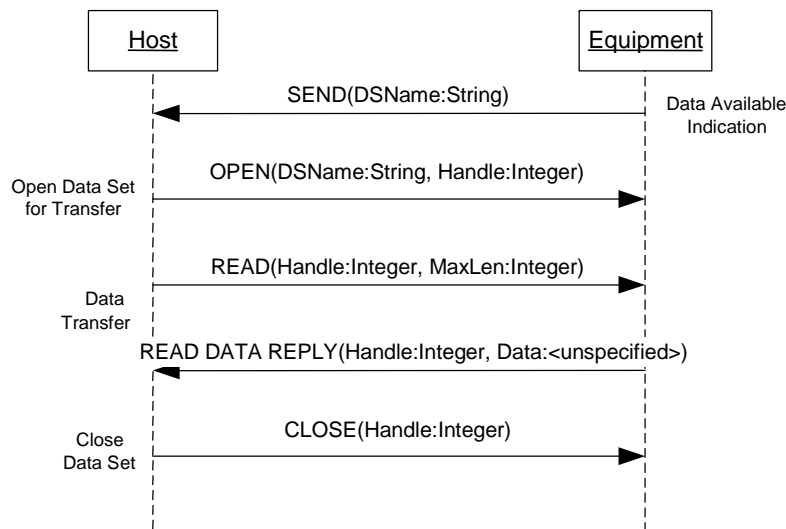 Host
Equipment
SEND(DSName:String)
Data Available
Indication
OPEN(DSName:String, Handle:Integer)
Open Data Set
for Transfer
READ(Handle:Integer, MaxLen:Integer)
Data
Transfer
READ DATA REPLY(Handle:Integer, Data:<unspecified>)
CLOSE(Handle:Integer)
Close
Data Set